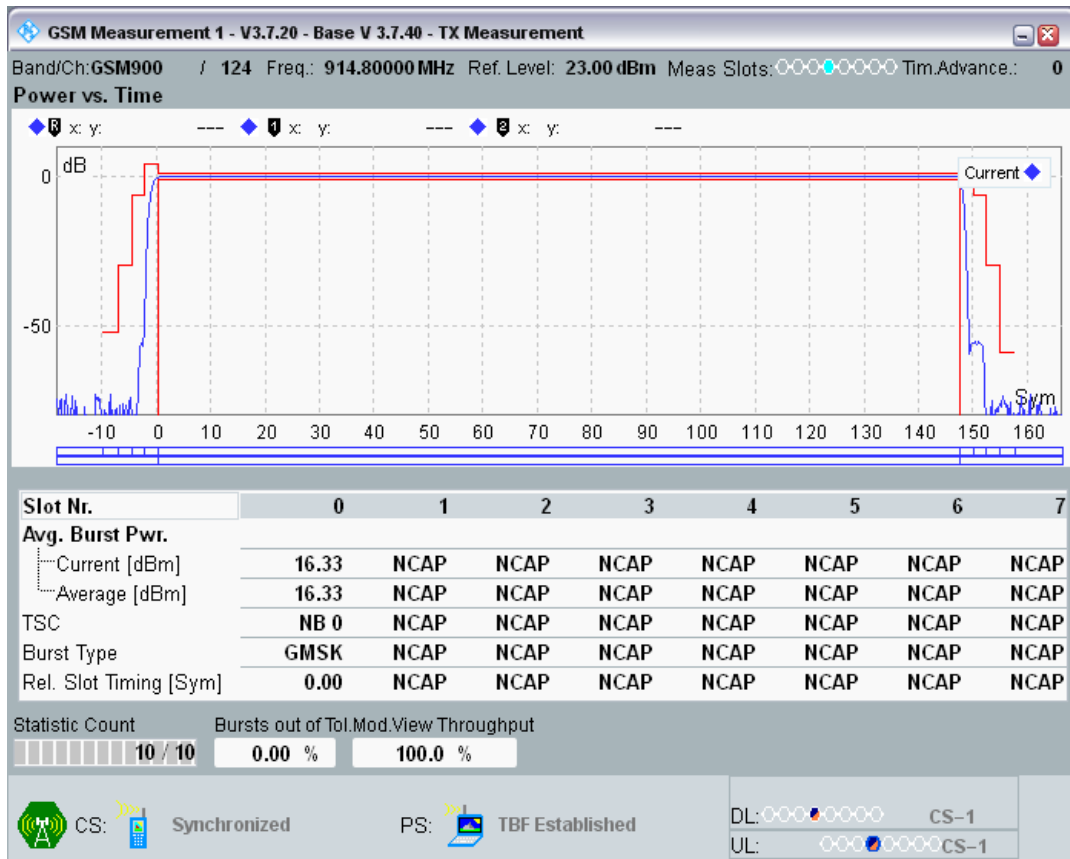 GSM Measurement 1 - V3.7.20 - Base V 3.7.40 - TX Measurement
Band/Ch:GSM900 / 124 Freq.: 914.80000 MHz Ref. Level: 23.00 dBm Meas Slots: Tim.Advance.: 0
Power vs. Time
R x: y: --- 1 x: y: --- 2 x: y: ---
dB
Current
0
-50
Sym
-10 0 10 20 30 40 50 60 70 80 90 100 110 120 130 140 150 160
Slot Nr. 0 1 2 3 4 5 6 7
Avg. Burst Pwr.
Current [dBm] 16.33 NCAP NCAP NCAP NCAP NCAP NCAP NCAP
Average [dBm] 16.33 NCAP NCAP NCAP NCAP NCAP NCAP NCAP
TSC NB 0 NCAP NCAP NCAP NCAP NCAP NCAP NCAP
Burst Type GMSK NCAP NCAP NCAP NCAP NCAP NCAP NCAP
Rel. Slot Timing [Sym] 0.00 NCAP NCAP NCAP NCAP NCAP NCAP NCAP
Statistic Count Bursts out of Tol.Mod.View Throughput
10 / 10 0.00 % 100.0 %
CS: Synchronized PS: TBF Established
DL: CS-1
UL: CS-1